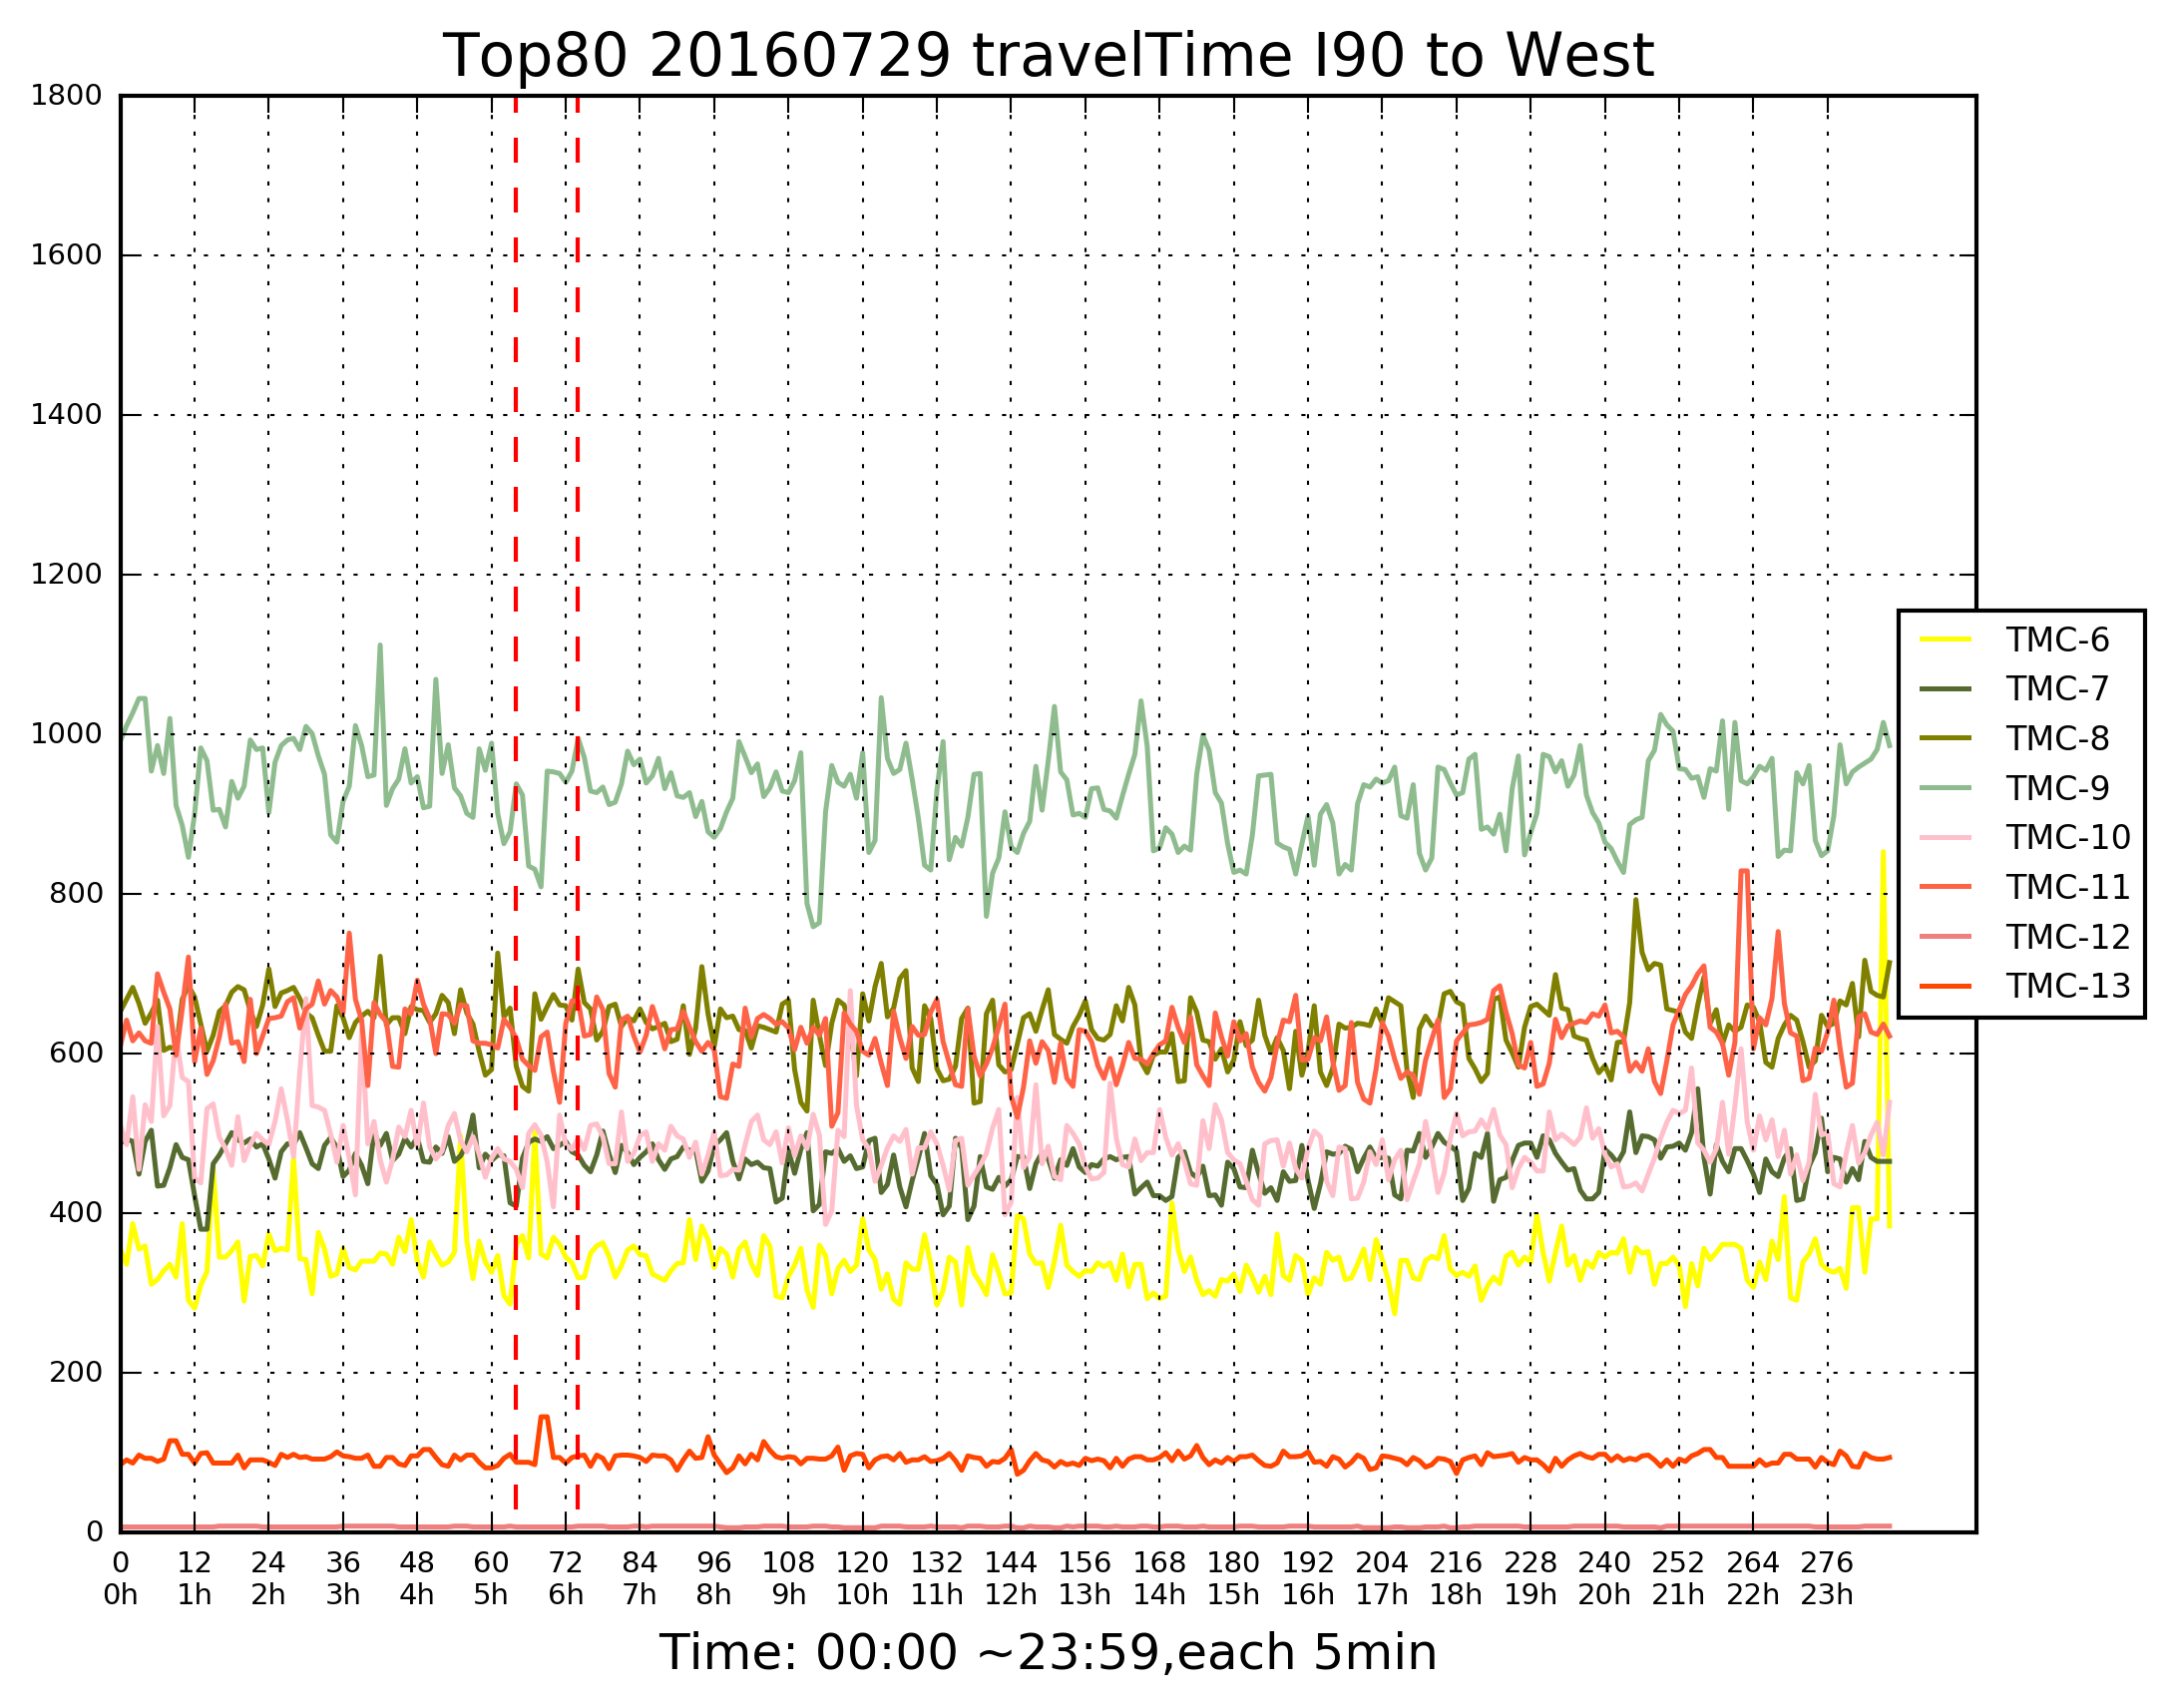 Top80 20160729 travelTime I90 to West
1800
1600
1400
1200
1000
800
600
400
200
0
TMC-6
TMC-7
TMC-8
TMC-9
TMC-10
TMC-11
TMC-12
TMC-13
0 12 24 36 48 60 72 84 96 108 120 132 144 156 168 180 192 204 216 228 240 252 264 276
0h 1h 2h 3h 4h 5h 6h 7h 8h 9h 10h 11h 12h 13h 14h 15h 16h 17h 18h 19h 20h 21h 22h 23h
Time: 00:00 ~23:59,each 5min